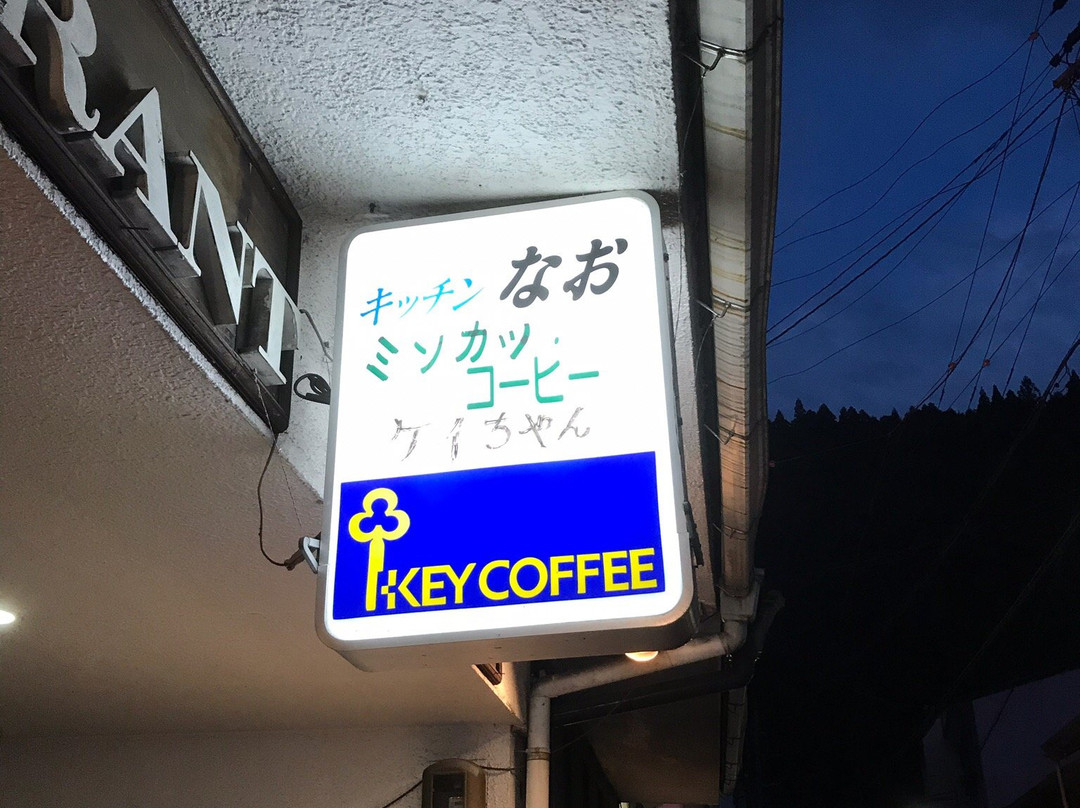 RANT
キッチン なお
ミソカツ・
コーヒー
ケイちゃん
KEY COFFEE